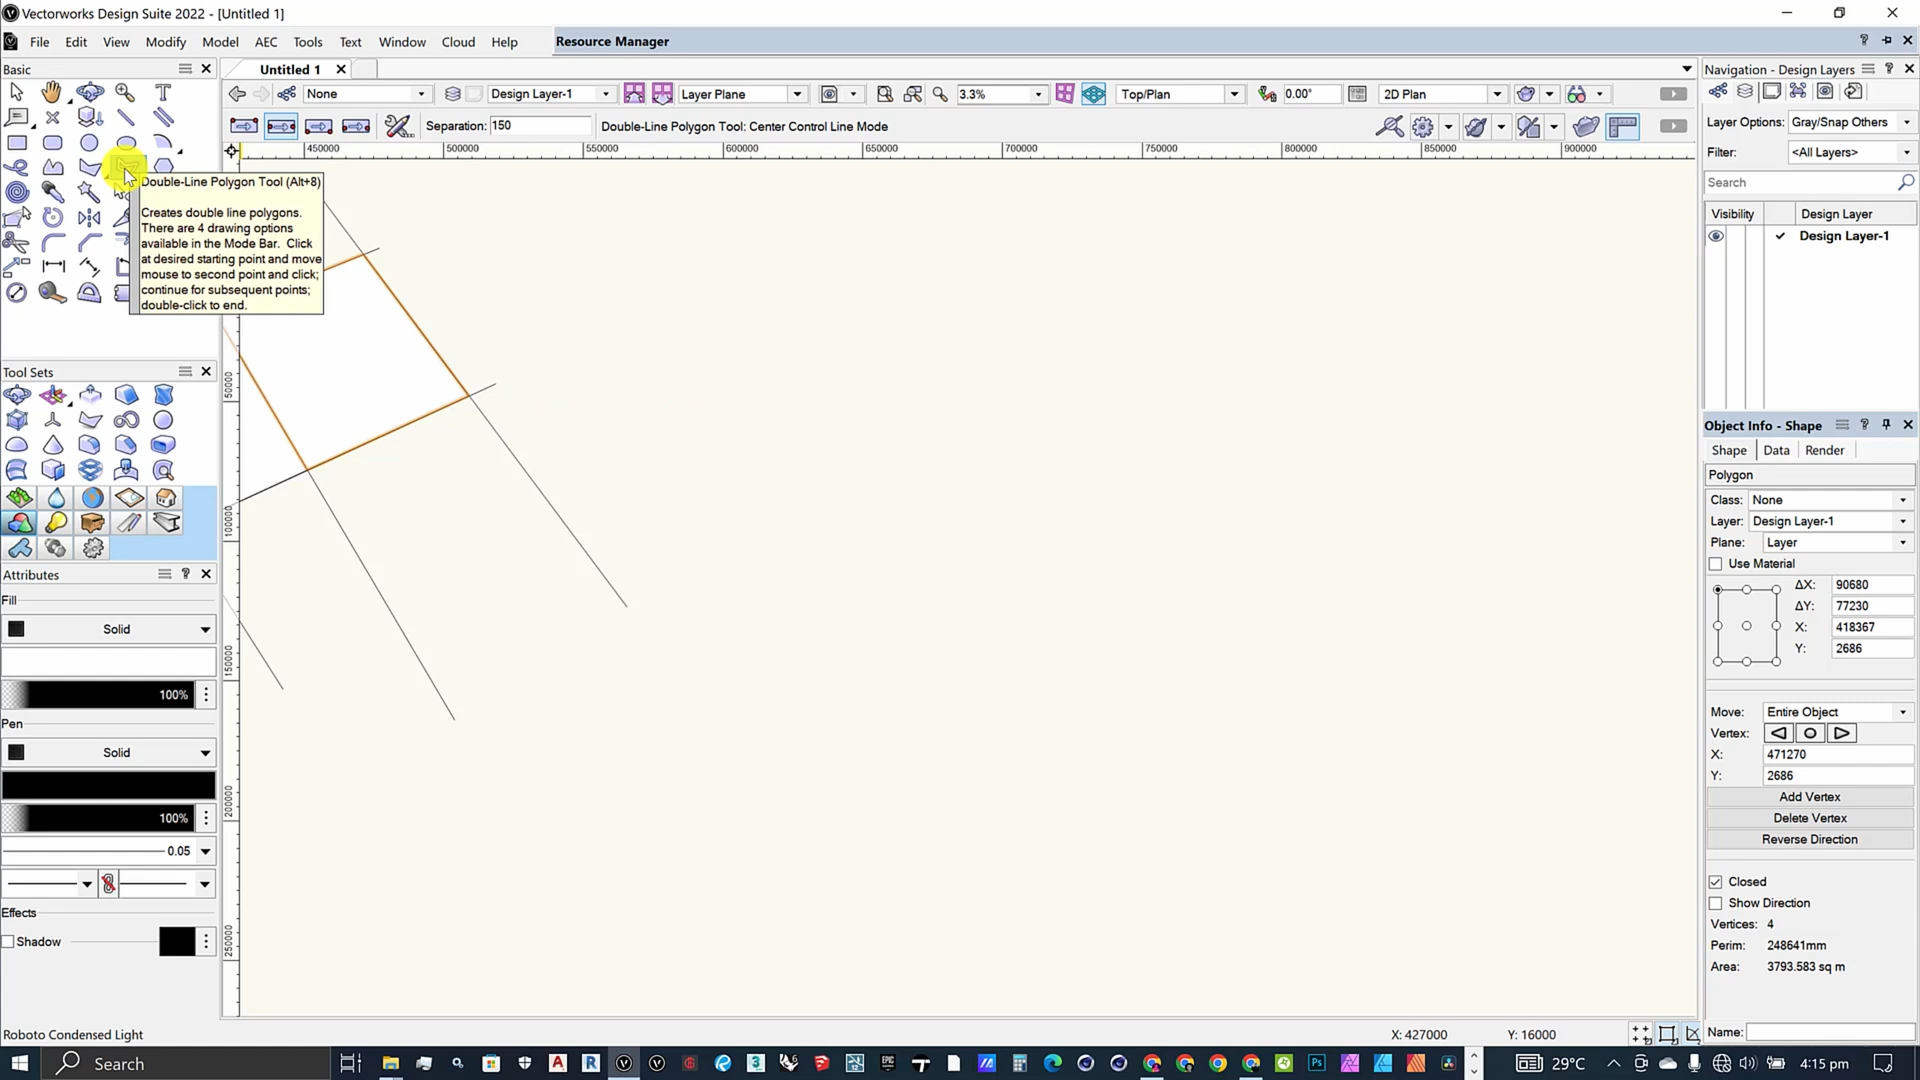 Vectorworks Design Suite 2022 - [Untitled 1]
File Edit View Modify Model AEC Tools Text Window Cloud Help
Resource Manager
Basic
Untitled 1
None
Design Layer-1
Layer Plane
3.3%
Top/Plan
0.00°
2D Plan
Separation: 150
Double-Line Polygon Tool: Center Control Line Mode
450000 500000 550000 600000 650000 700000 750000 800000 850000 900000
Double-Line Polygon Tool (Alt+8)
Creates double line polygons.
There are 4 drawing options
available in the Mode Bar. Click
at desired starting point and move
mouse to second point and click;
continue for subsequent points;
double-click to end.
50000
100000
150000
200000
250000
Tool Sets
Attributes
Fill
Solid
100%
Pen
Solid
100%
0.05
Effects
Shadow
Roboto Condensed Light
Navigation - Design Layers
Layer Options: Gray/Snap Others
Filter: <All Layers>
Search
Visibility Design Layer
Design Layer-1
Object Info - Shape
Shape Data Render
Polygon
Class: None
Layer: Design Layer-1
Plane: Layer
Use Material
ΔX: 90680
ΔY: 77230
X: 418367
Y: 2686
Move: Entire Object
Vertex:
X: 471270
Y: 2686
Add Vertex
Delete Vertex
Reverse Direction
Closed
Show Direction
Vertices: 4
Perim: 248641mm
Area: 3793.583 sq m
Name:
X: 427000 Y: 16000
Search
29°C
4:15 pm